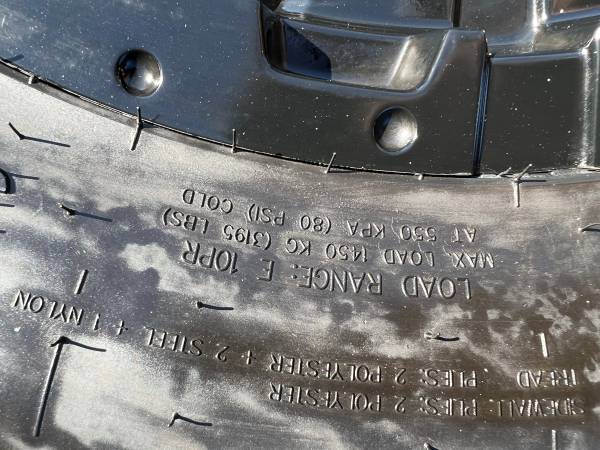 SIDEWALL: PLIES: 2 POLYESTER
TREAD : PLIES: 2 POLYESTER + 2 STEEL + 1 NYLON
LOAD RANGE: E 10PR
MAX. LOAD 1450 KG (3195 LBS)
AT 550 KPA (80 PSI) COLD